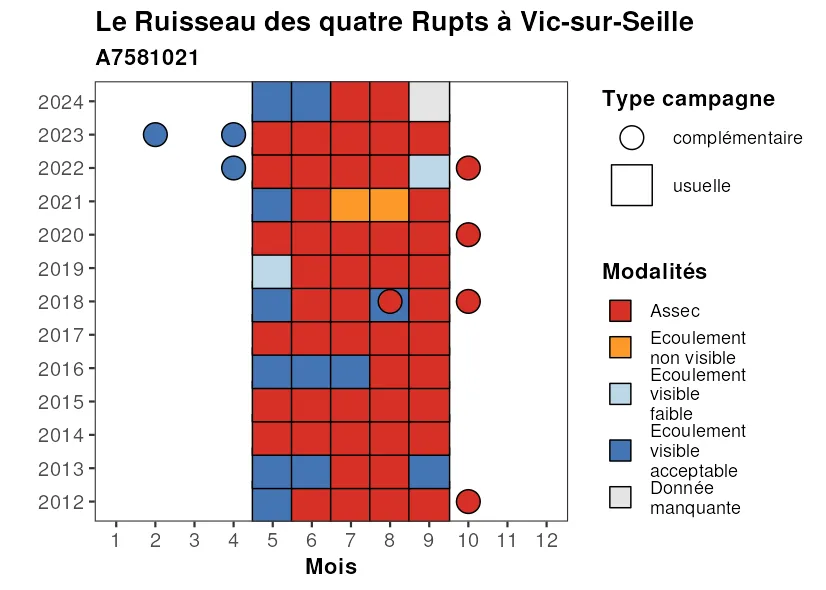 Le Ruisseau des quatre Rupts à Vic-sur-Seille
A7581021
2024
2023
2022
2021
2020
2019
2018
2017
2016
2015
2014
2013
2012
1 2 3 4 5 6 7 8 9 10 11 12
Mois
Type campagne
complémentaire
usuelle
Modalités
Assec
Ecoulement
non visible
Ecoulement
visible
faible
Ecoulement
visible
acceptable
Donnée
manquante